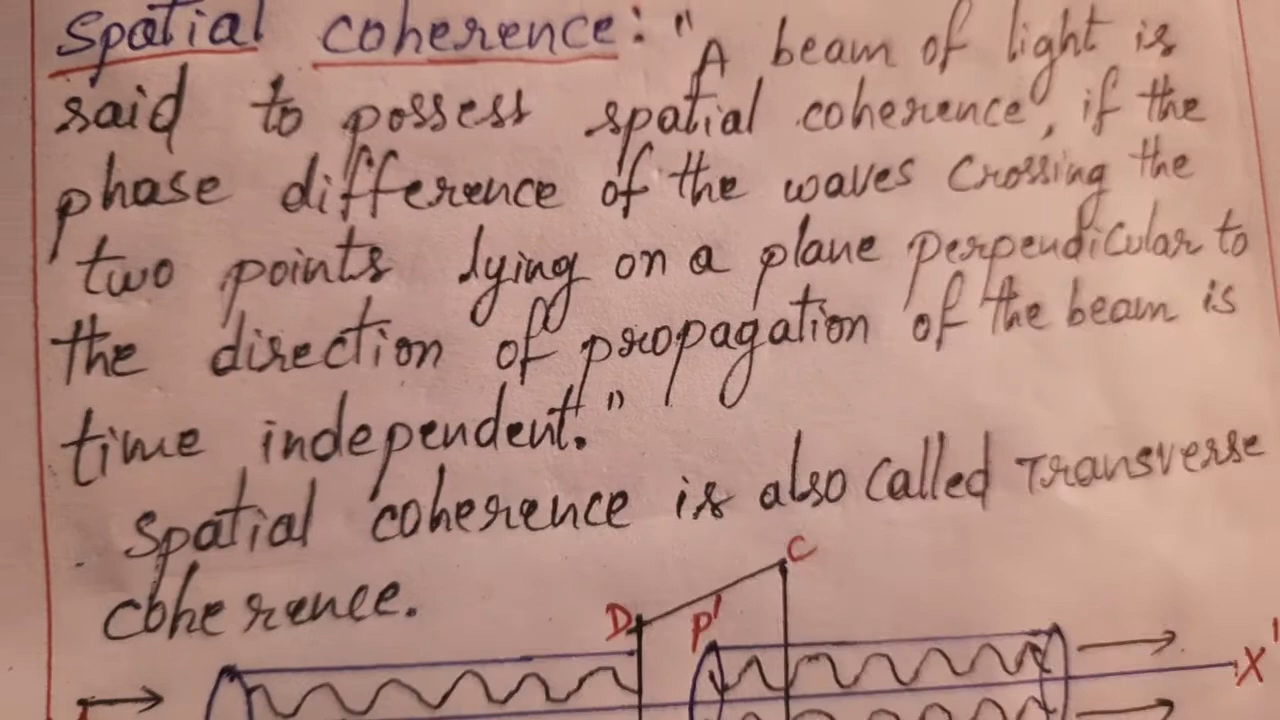 Spatial coherence: "A beam of light is
said to possess spatial coherence, if the
phase difference of the waves crossing the
two points lying on a plane perpendicular to
the direction of propagation of the beam is
time independent."
Spatial coherence is also called Transverse
coherence.
C
D
P'
X'